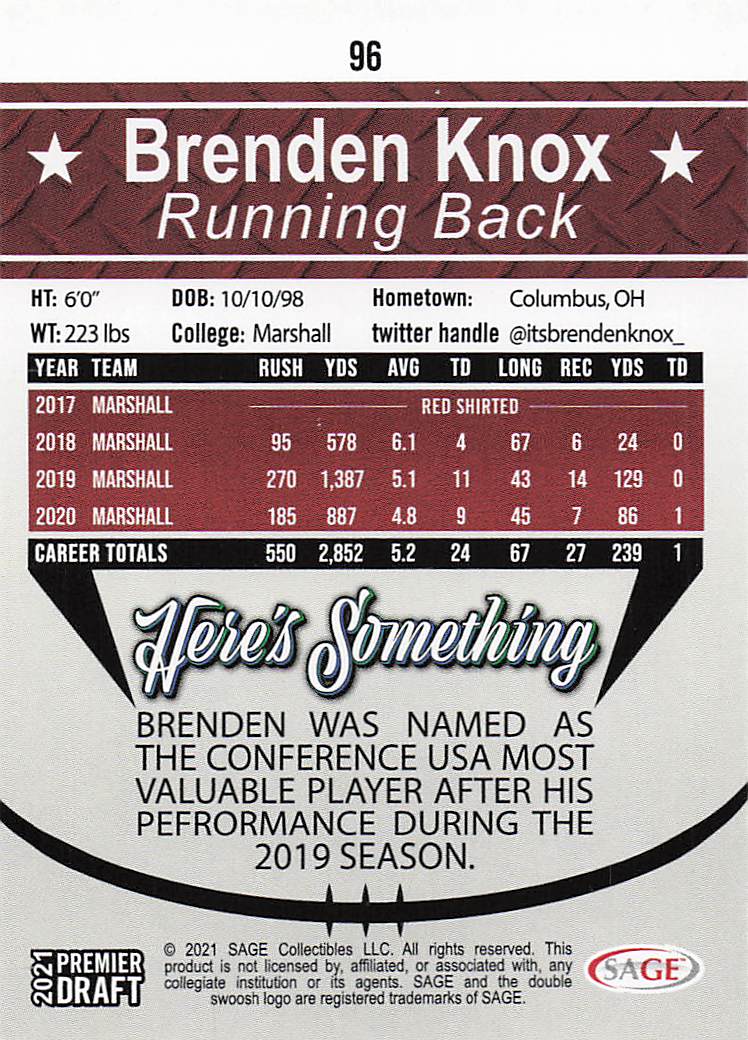 96
Brenden Knox
Running Back
HT: 6'0" DOB: 10/10/98 Hometown: Columbus, OH
WT: 223 lbs College: Marshall twitter handle @itsbrendenknox_
YEAR TEAM RUSH YDS AVG TD LONG REC YDS TD
2017 MARSHALL RED SHIRTED
2018 MARSHALL 95 578 6.1 4 67 6 24 0
2019 MARSHALL 270 1,387 5.1 11 43 14 129 0
2020 MARSHALL 185 887 4.8 9 45 7 86 1
CAREER TOTALS 550 2,852 5.2 24 67 27 239 1
Here's Something
BRENDEN WAS NAMED AS
THE CONFERENCE USA MOST
VALUABLE PLAYER AFTER HIS
PEFRORMANCE DURING THE
2019 SEASON.
2021 PREMIER
DRAFT
© 2021 SAGE Collectibles LLC. All rights reserved. This
product is not licensed by, affiliated, or associated with, any
collegiate institution or its agents. SAGE and the double
swoosh logo are registered trademarks of SAGE.
SAGE™